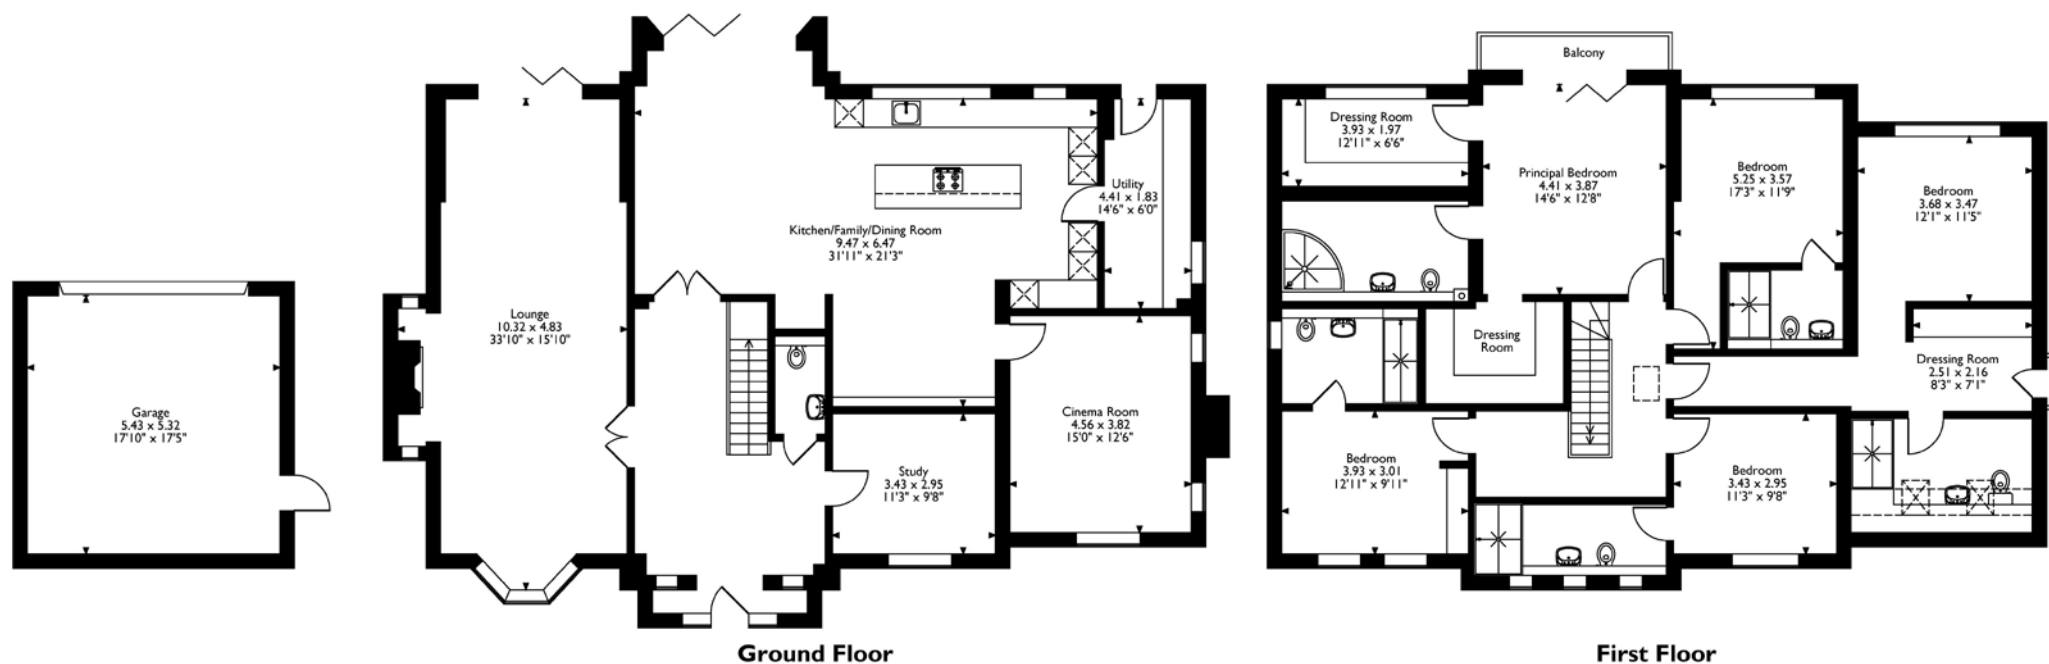 Garage
5.43 x 5.32
17'10" x 17'5"
Lounge
10.32 x 4.83
33'10" x 15'10"
Kitchen/Family/Dining Room
9.47 x 6.47
31'11" x 21'3"
Utility
4.41 x 1.83
14'6" x 6'0"
Cinema Room
4.56 x 3.82
15'0" x 12'6"
Study
3.43 x 2.95
11'3" x 9'8"
Ground Floor
Balcony
Dressing Room
3.93 x 1.97
12'11" x 6'6"
Principal Bedroom
4.41 x 3.87
14'6" x 12'8"
Bedroom
5.25 x 3.57
17'3" x 11'9"
Bedroom
3.68 x 3.47
12'1" x 11'5"
Dressing
Room
Dressing Room
2.51 x 2.16
8'3" x 7'1"
Bedroom
3.93 x 3.01
12'11" x 9'11"
Bedroom
3.43 x 2.95
11'3" x 9'8"
First Floor